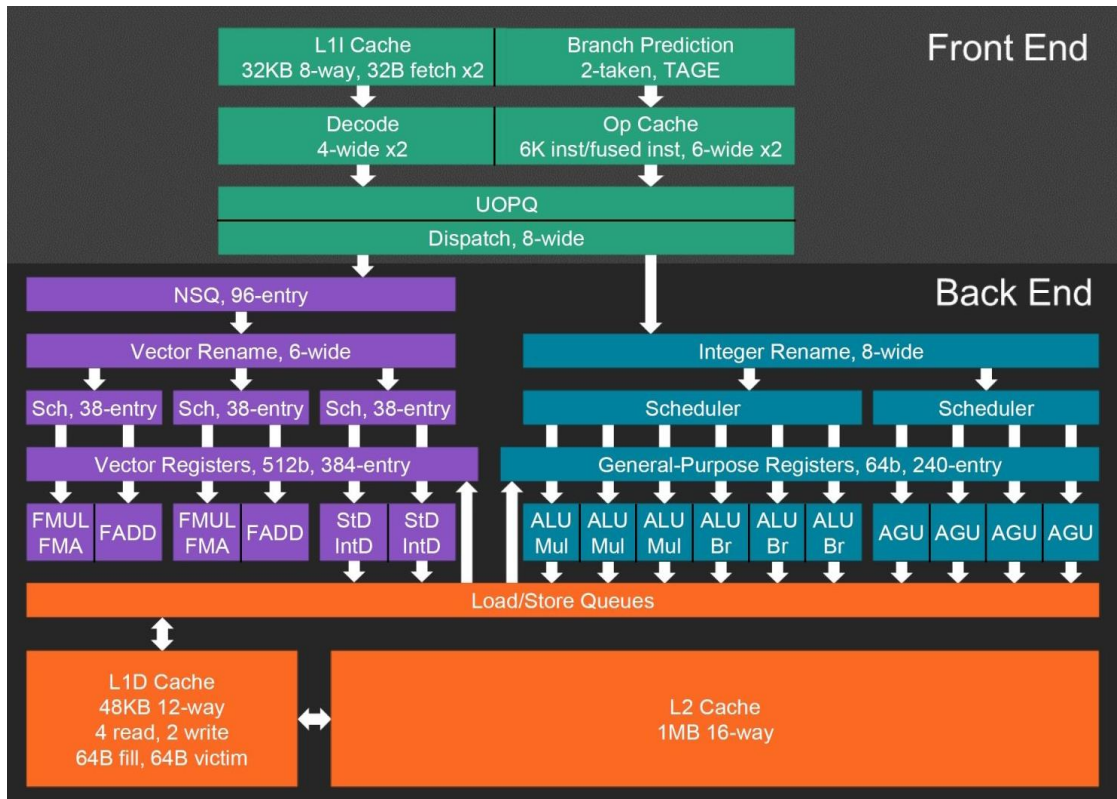 Front End
L1I Cache
32KB 8-way, 32B fetch x2
Branch Prediction
2-taken, TAGE
Decode
4-wide x2
Op Cache
6K inst/fused inst, 6-wide x2
UOPQ
Dispatch, 8-wide
Back End
NSQ, 96-entry
Vector Rename, 6-wide
Integer Rename, 8-wide
Sch, 38-entry
Sch, 38-entry
Sch, 38-entry
Scheduler
Scheduler
Vector Registers, 512b, 384-entry
General-Purpose Registers, 64b, 240-entry
FMUL
FMA
FADD
FMUL
FMA
FADD
StD
IntD
StD
IntD
ALU
Mul
ALU
Mul
ALU
Mul
ALU
Br
ALU
Br
ALU
Br
AGU
AGU
AGU
AGU
Load/Store Queues
L1D Cache
48KB 12-way
4 read, 2 write
64B fill, 64B victim
L2 Cache
1MB 16-way